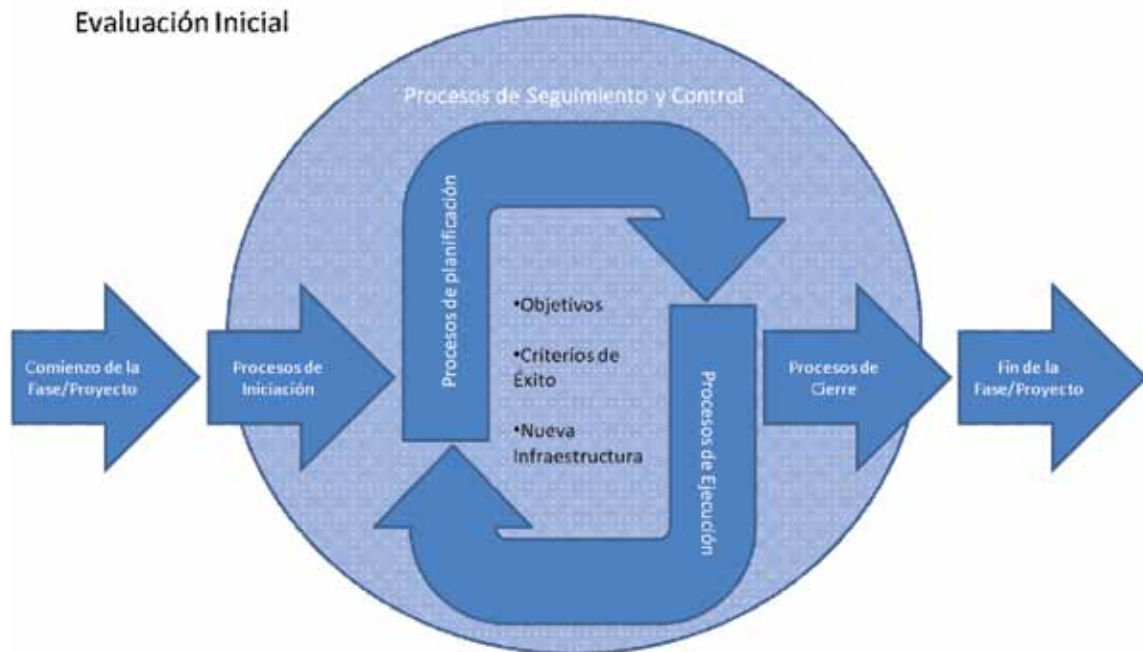 Evaluación Inicial
Procesos de Seguimiento y Control
Comienzo de la
Fase/Proyecto
Procesos de
Iniciación
Procesos de planificación
•Objetivos
•Criterios de
Éxito
•Nueva
Infraestructura
Procesos de Ejecución
Procesos de
Cierre
Fin de la
Fase/Proyecto